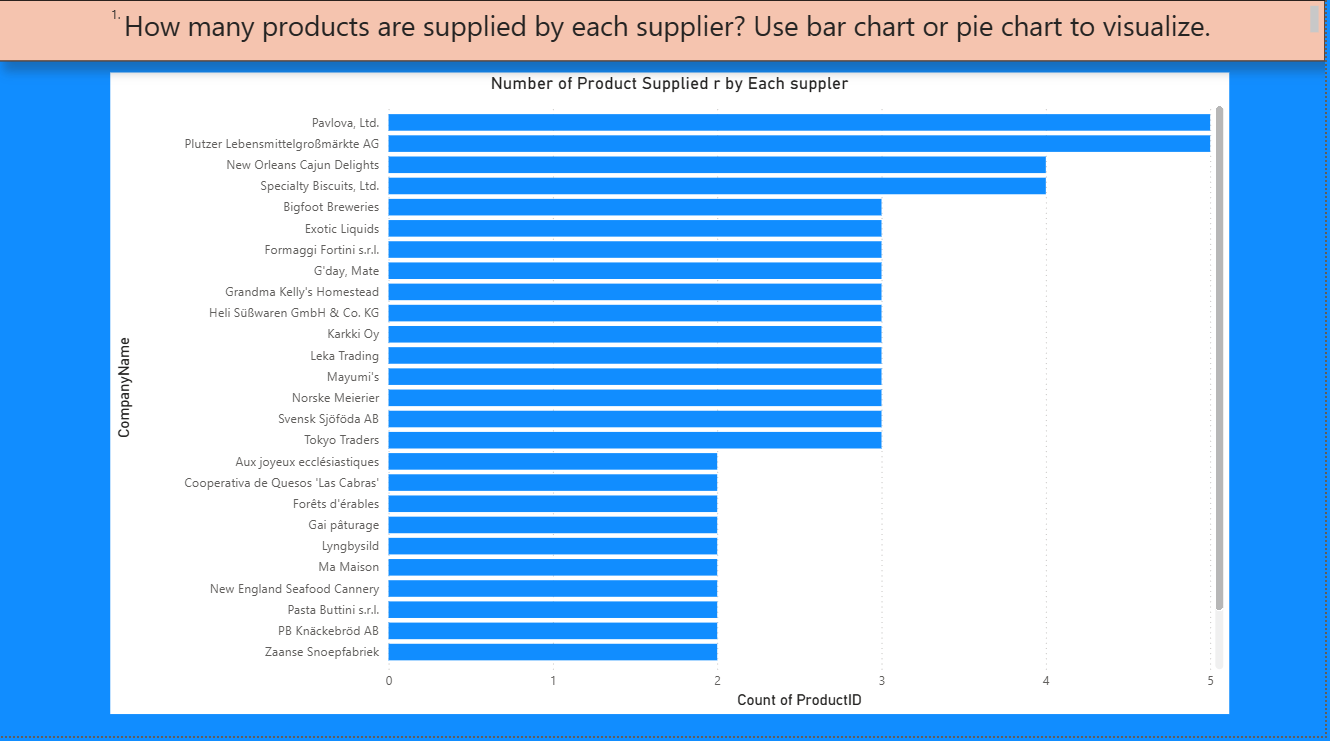 1. How many products are supplied by each supplier? Use bar chart or pie chart to visualize.
Number of Product Supplied r by Each suppler
CompanyName
Pavlova, Ltd.
Plutzer Lebensmittelgroßmärkte AG
New Orleans Cajun Delights
Specialty Biscuits, Ltd.
Bigfoot Breweries
Exotic Liquids
Formaggi Fortini s.r.l.
G'day, Mate
Grandma Kelly's Homestead
Heli Süßwaren GmbH & Co. KG
Karkki Oy
Leka Trading
Mayumi's
Norske Meierier
Svensk Sjöföda AB
Tokyo Traders
Aux joyeux ecclésiastiques
Cooperativa de Quesos 'Las Cabras'
Forêts d'érables
Gai pâturage
Lyngbysild
Ma Maison
New England Seafood Cannery
Pasta Buttini s.r.l.
PB Knäckebröd AB
Zaanse Snoepfabriek
0 1 2 3 4 5
Count of ProductID